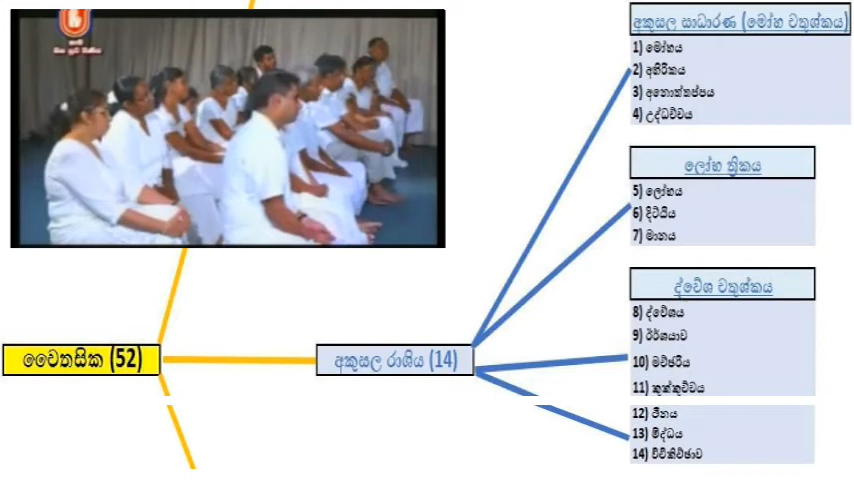 අකුසල සාධාරණ (මෝහ චතුශ්කය)
1) මෝහය
2) අහිරිකය
3) අනොත්තප්පය
4) උද්ධච්චය
ලෝභ ත්‍රිකය
5) ලෝභය
6) දිට්ඨිය
7) මානය
ද්වේශ චතුශ්කය
8) ද්වේශය
9) ඊර්ශයාව
10) මච්ඡරිය
11) කුක්කුච්චය
12) ථීනය
13) මිද්ධය
14) විචිකිච්ඡාව
චෛතසික (52)
අකුසල රාශිය (14)